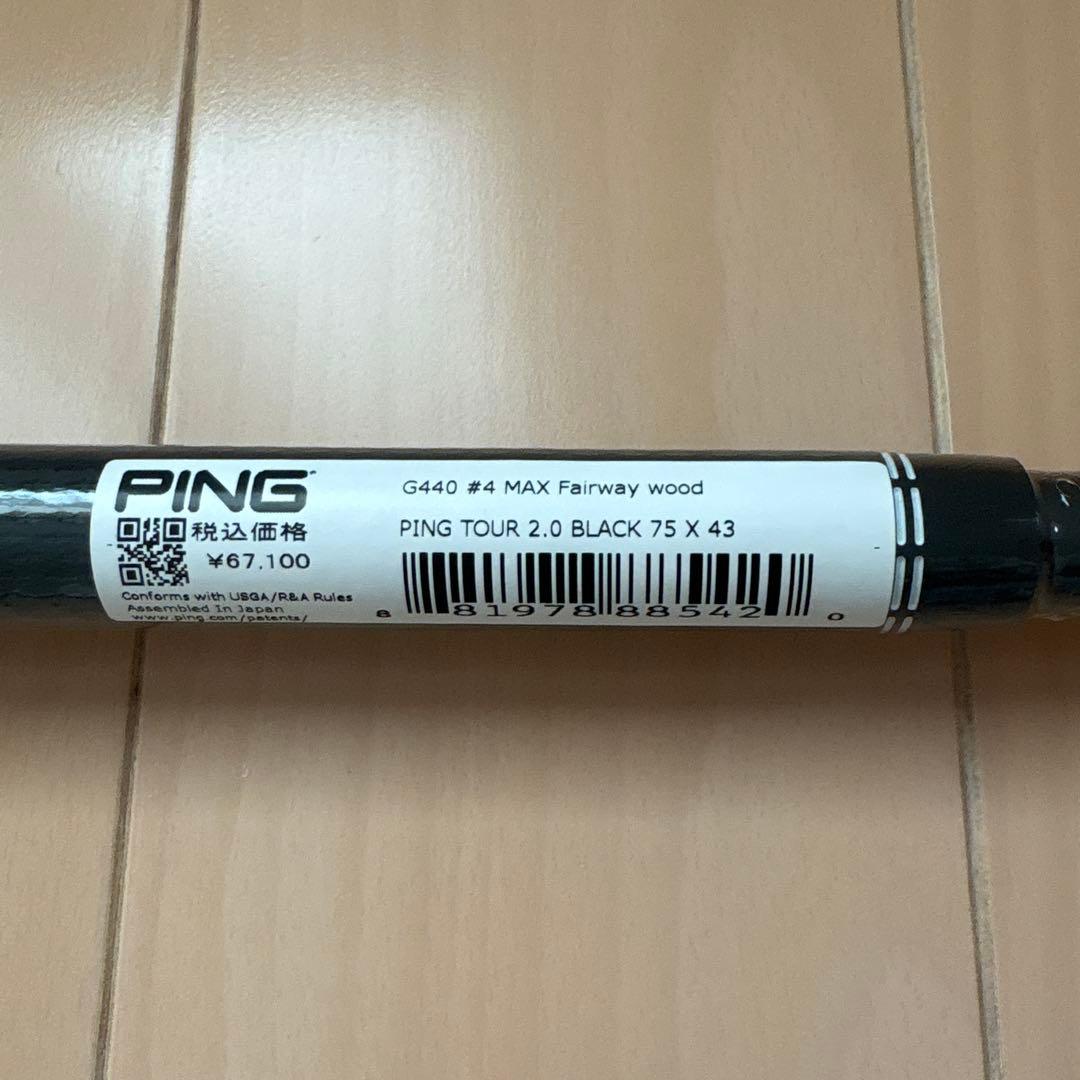 PING
税込価格
¥67,100
Conforms with USGA/R&A Rules
Assembled In Japan
www.ping.com/patents/
G440 #4 MAX Fairway wood
PING TOUR 2.0 BLACK 75 X 43
8 81978 88542 0